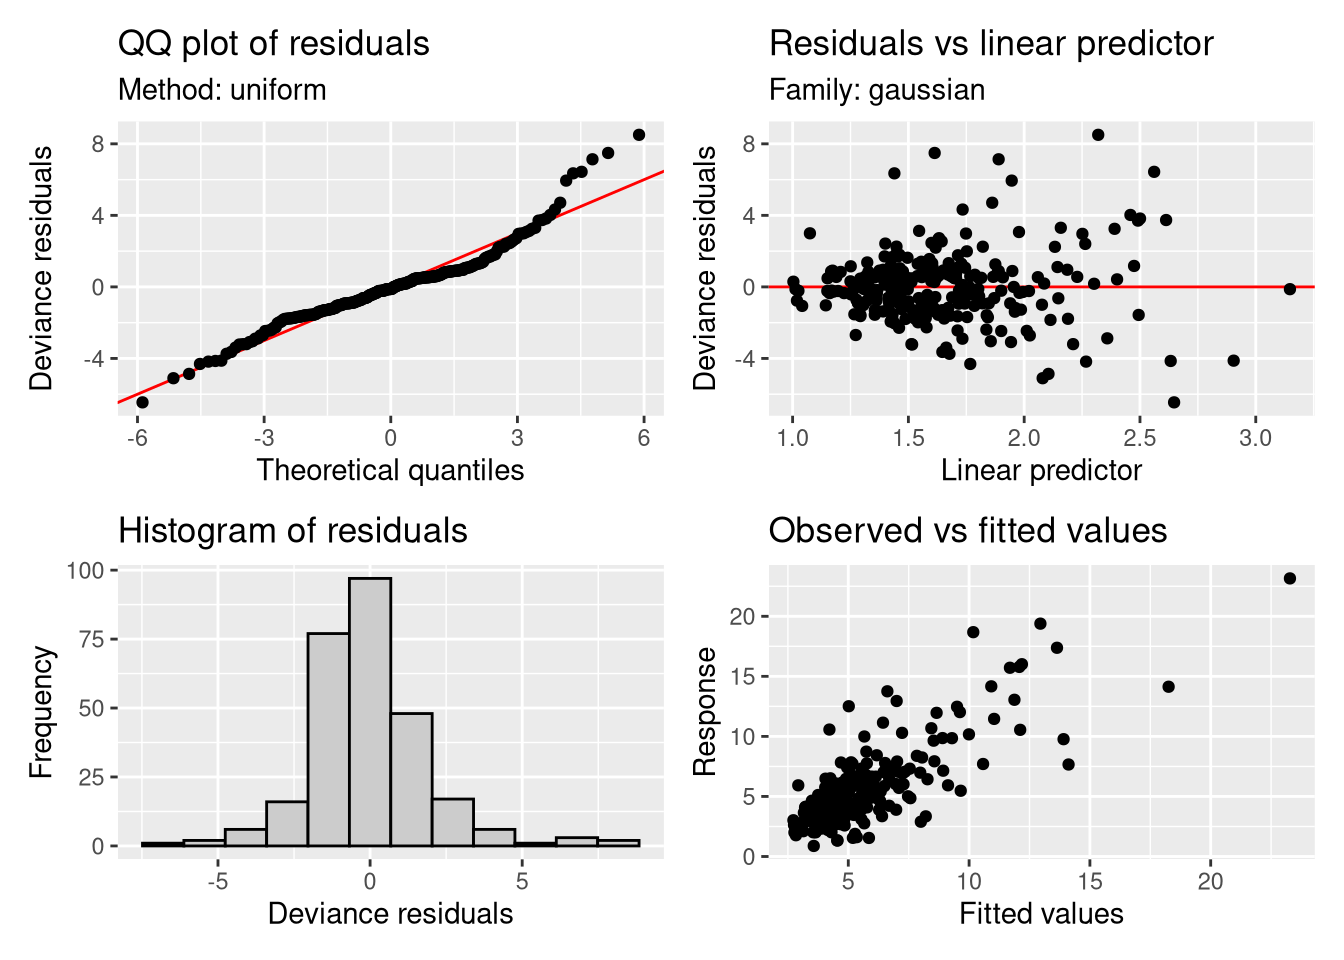 QQ plot of residuals
Method: uniform
Deviance residuals
8
4
0
-4
-6
-3
0
3
6
Theoretical quantiles
Residuals vs linear predictor
Family: gaussian
Deviance residuals
8
4
0
-4
1.0
1.5
2.0
2.5
3.0
Linear predictor
Histogram of residuals
Frequency
100
75
50
25
0
-5
0
5
Deviance residuals
Observed vs fitted values
Response
20
15
10
5
0
5
10
15
20
Fitted values